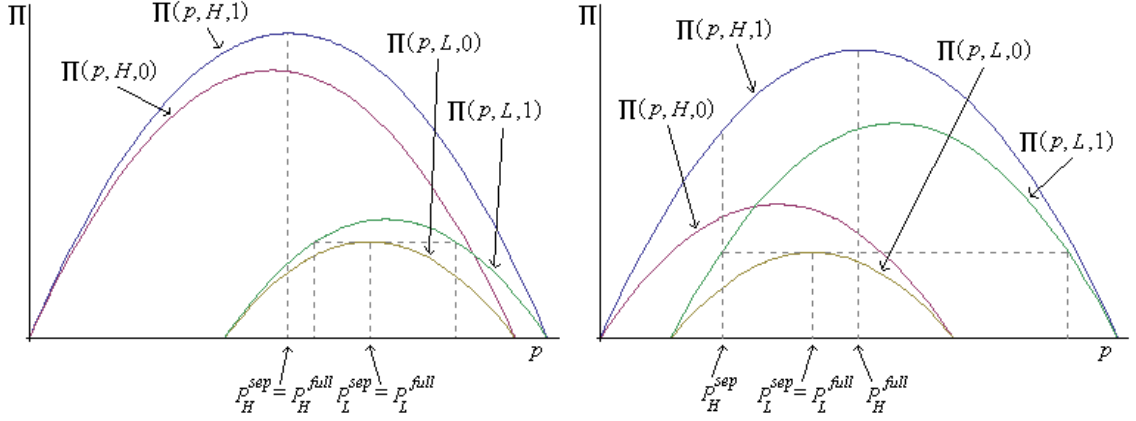 Π
Π(p,H,1)
Π(p,L,0)
Π(p,H,0)
Π(p,L,1)
p
p_H^sep = p_H^full p_L^sep = p_L^full
Π
Π(p,H,1)
Π(p,L,0)
Π(p,H,0)
Π(p,L,1)
p
p_H^sep p_L^sep = p_L^full p_H^full